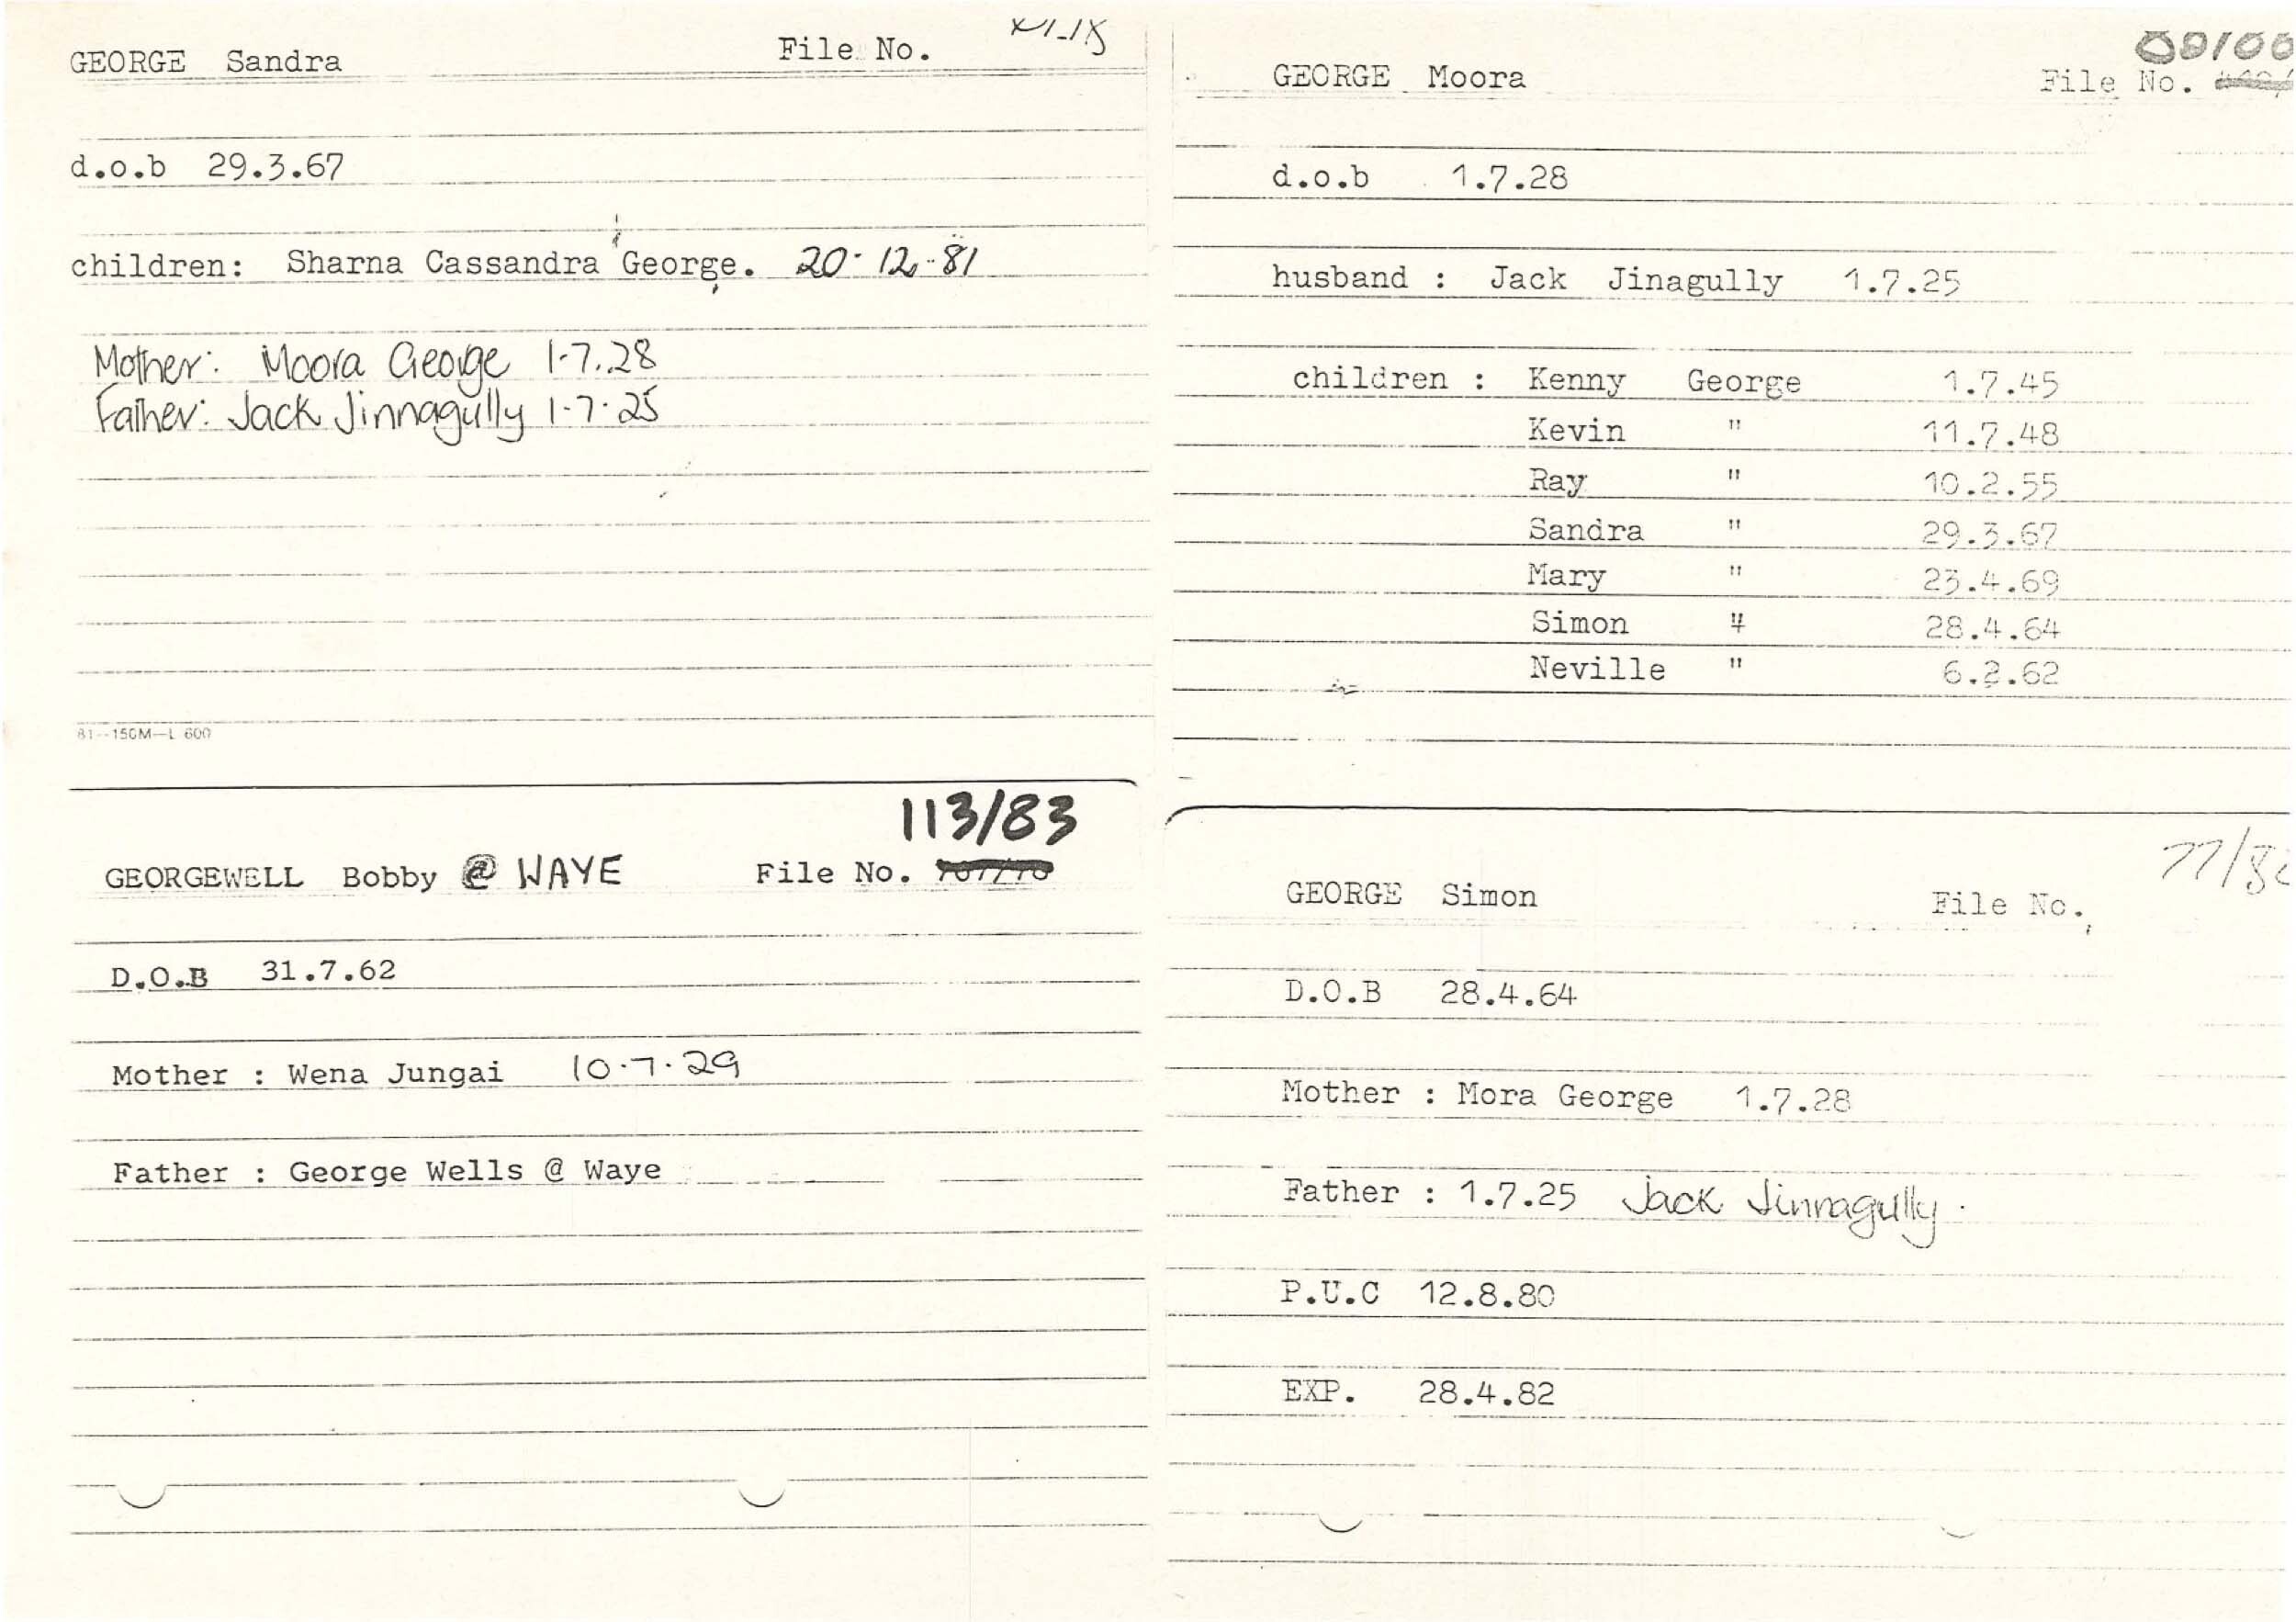 GEORGE Sandra File No.
d.o.b 29.3.67
children: Sharna Cassandra George. 20-12-81
Mother: Moora George 1-7.28
Father: Jack Jinnagully 1-7-25
81--150M-L 600
GEORGE Moora File No.
d.o.b 1.7.28
husband : Jack Jinagully 1.7.25
children : Kenny George 1.7.45
Kevin " 11.7.48
Ray " 10.2.55
Sandra " 29.3.67
Mary " 23.4.69
Simon " 28.4.64
Neville " 6.2.62
113/83
GEORGEWELL Bobby @ WAYE File No.
D.O.B 31.7.62
Mother : Wena Jungai 10.7.29
Father : George Wells @ Waye
GEORGE Simon File No.
D.O.B 28.4.64
Mother : Mora George 1.7.28
Father : 1.7.25 Jack Jinnagully.
P.U.C 12.8.80
EXP. 28.4.82